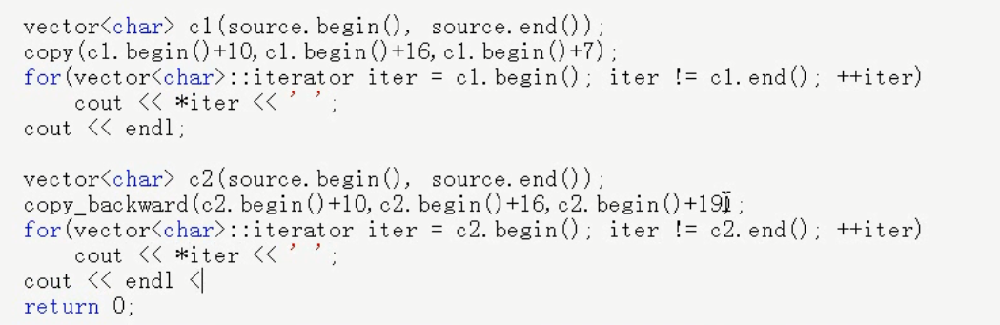 vector<char> c1(source.begin(), source.end());
copy(c1.begin()+10,c1.begin()+16,c1.begin()+7);
for(vector<char>::iterator iter = c1.begin(); iter != c1.end(); ++iter)
cout << *iter <<' ';
cout << endl;
vector<char> c2(source.begin(), source.end());
copy_backward(c2.begin()+10,c2.begin()+16,c2.begin()+19);
for(vector<char>::iterator iter = c2.begin(); iter != c2.end(); ++iter)
cout << *iter <<' ';
cout << endl <
return 0;